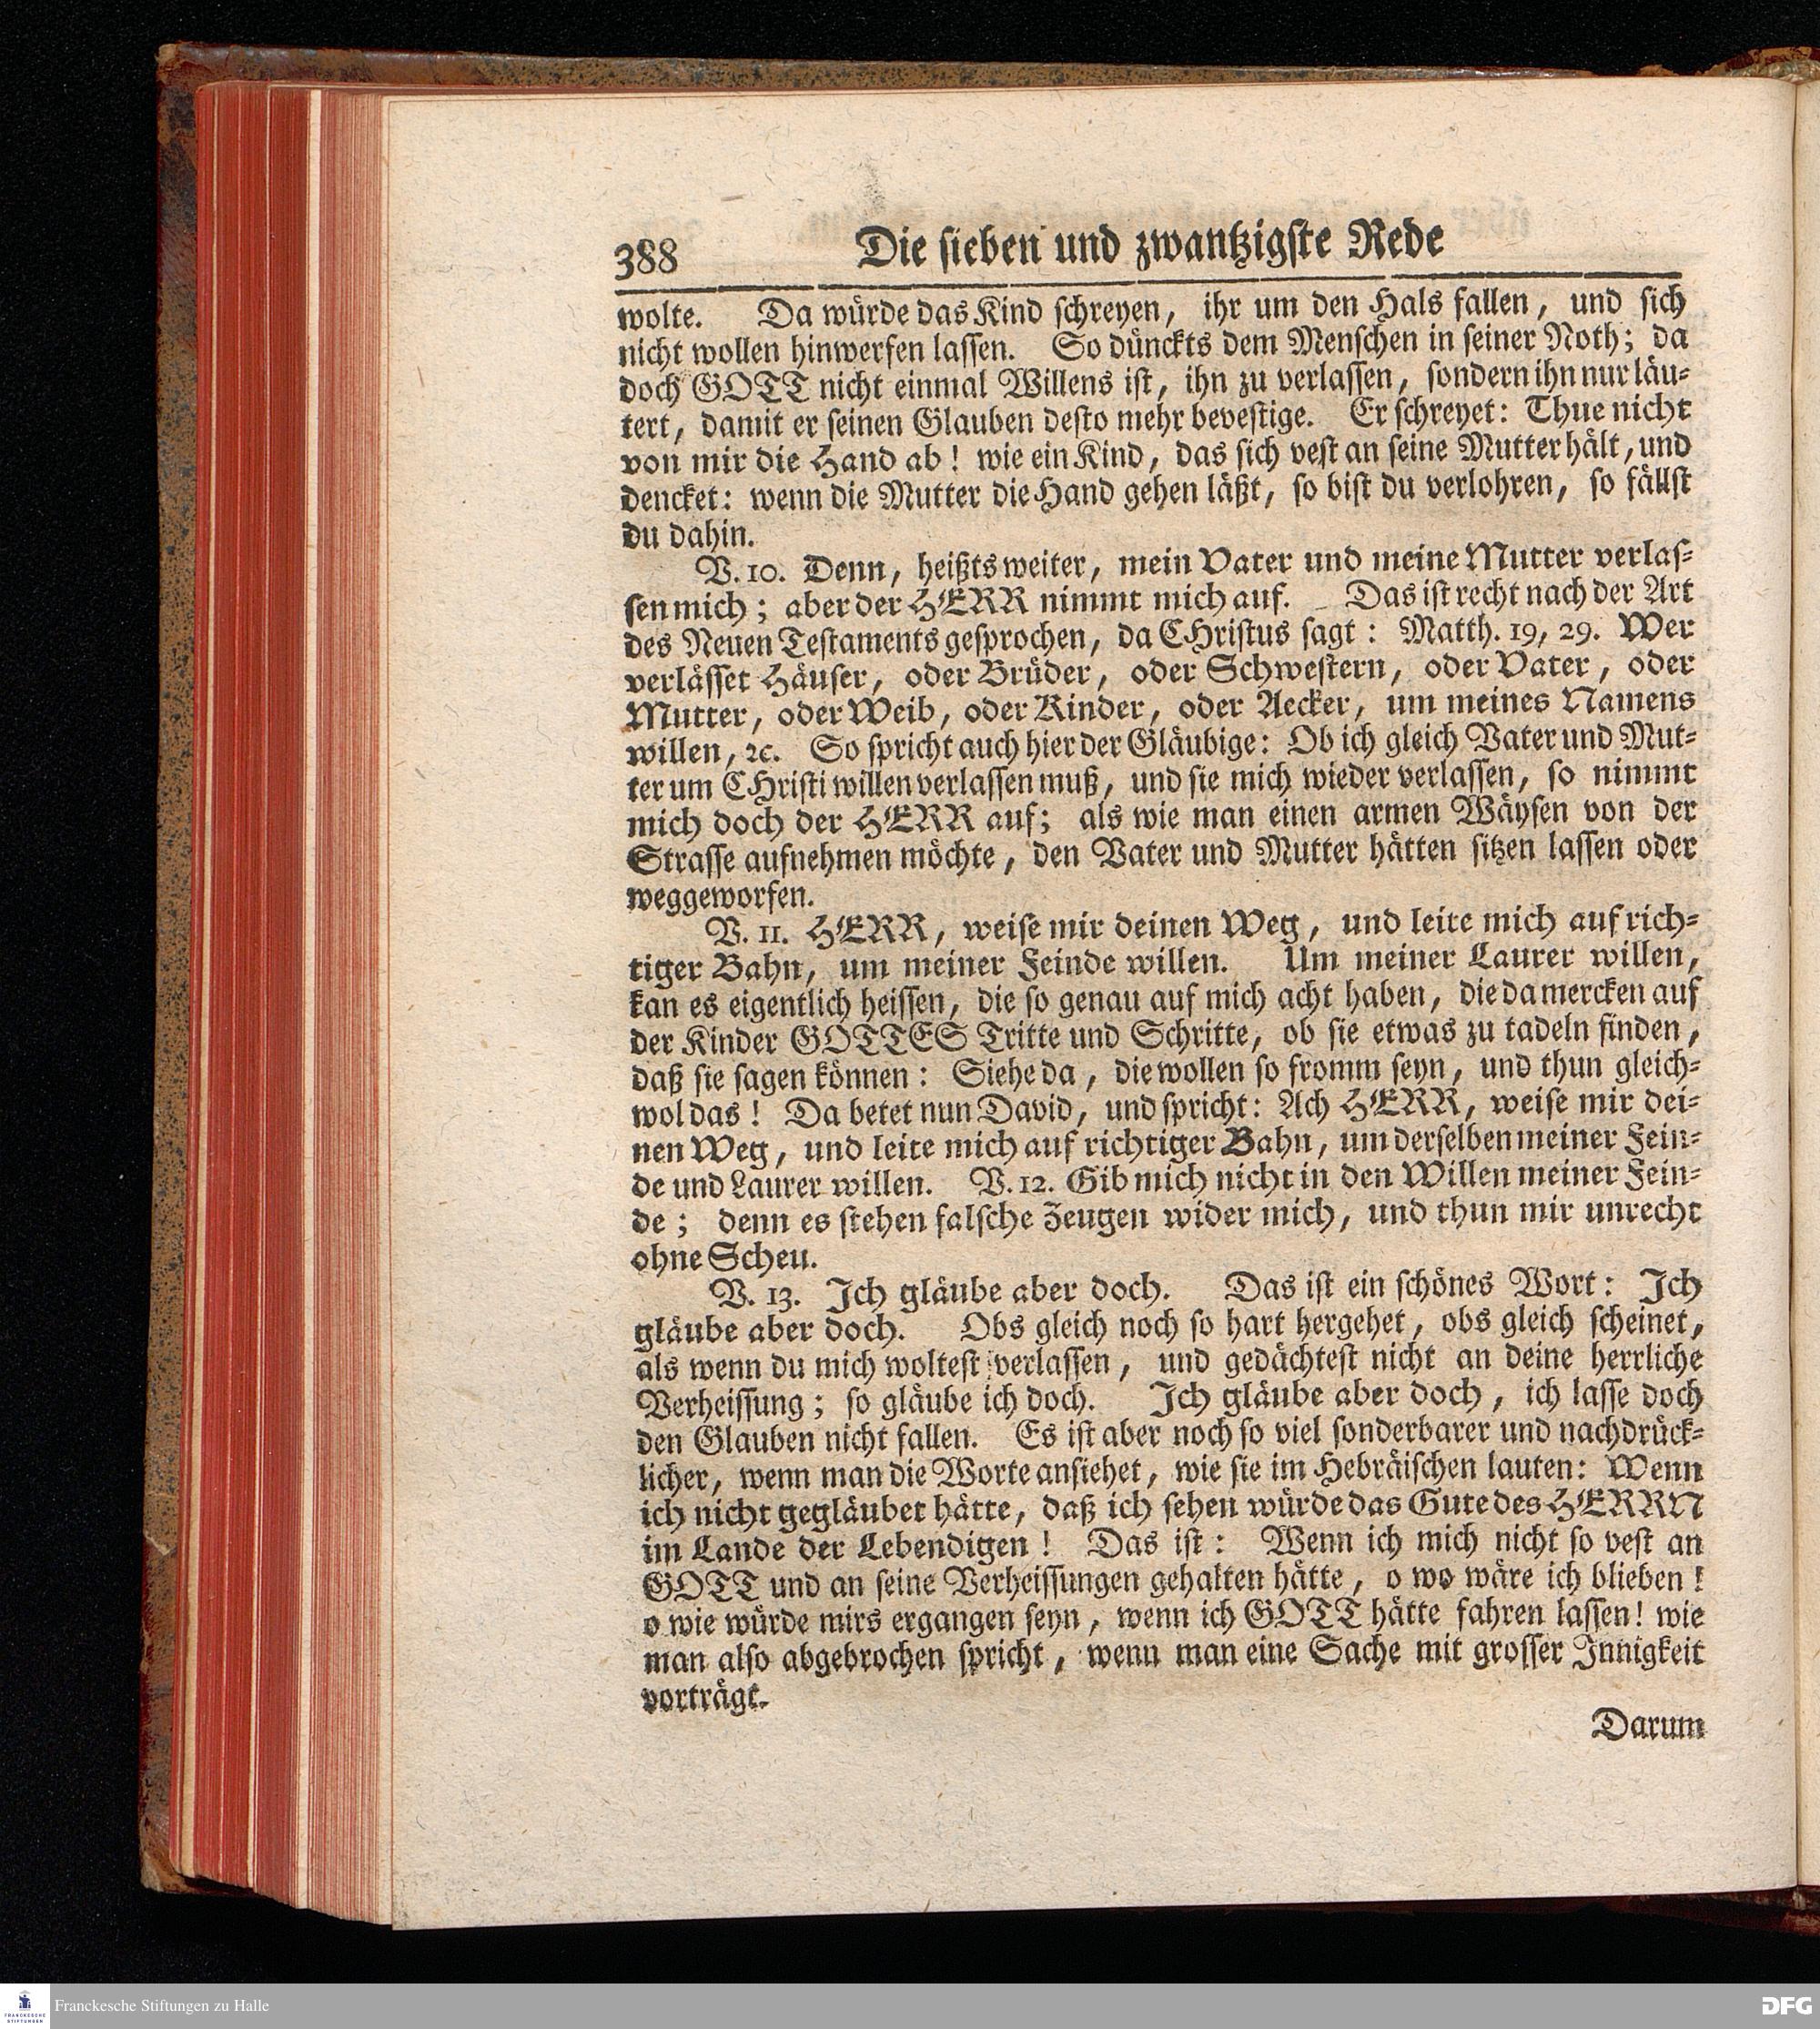 388 Die sieben und zwantzigste Rede
wolte. Da würde das Kind schreyen, ihr um den Hals fallen, und sich
nicht wollen hinwerfen lassen. So dünckts dem Menschen in seiner Noth; da
doch GOTT nicht einmal Willens ist, ihn zu verlassen, sondern ihn nur läu-
tert, damit er seinen Glauben desto mehr bevestige. Er schreyet: Thue nicht
von mir die Hand ab! wie ein Kind, das sich vest an seine Mutter hält, und
dencket: wenn die Mutter die Hand gehen läßt, so bist du verlohren, so fällst
du dahin.
V. 10. Denn, heißts weiter, mein Vater und meine Mutter verlas-
sen mich; aber der HERR nimmt mich auf. Das ist recht nach der Art
des Neuen Testaments gesprochen, da CHristus sagt: Matth. 19, 29. Wer
verlässet Häuser, oder Brüder, oder Schwestern, oder Vater, oder
Mutter, oder Weib, oder Kinder, oder Aecker, um meines Namens
willen, ꝛc. So spricht auch hier der Gläubige: Ob ich gleich Vater und Mut-
ter um CHristi willen verlassen muß, und sie mich wieder verlassen, so nimmt
mich doch der HERR auf; als wie man einen armen Wäysen von der
Strasse aufnehmen möchte, den Vater und Mutter hätten sitzen lassen oder
weggeworfen.
V. 11. HERR, weise mir deinen Weg, und leite mich auf rich-
tiger Bahn, um meiner Feinde willen. Um meiner Laurer willen,
kan es eigentlich heissen, die so genau auf mich acht haben, die da mercken auf
der Kinder GOTTES Tritte und Schritte, ob sie etwas zu tadeln finden,
daß sie sagen können: Siehe da, die wollen so fromm seyn, und thun gleich-
wol das! Da betet nun David, und spricht: Ach HERR, weise mir dei-
nen Weg, und leite mich auf richtiger Bahn, um derselben meiner Fein-
de und Laurer willen. V. 12. Gib mich nicht in den Willen meiner Fein-
de; denn es stehen falsche Zeugen wider mich, und thun mir unrecht
ohne Scheu.
V. 13. Ich gläube aber doch. Das ist ein schönes Wort: Ich
gläube aber doch. Obs gleich noch so hart hergehet, obs gleich scheinet,
als wenn du mich woltest verlassen, und gedächtest nicht an deine herrliche
Verheissung; so gläube ich doch. Ich gläube aber doch, ich lasse doch
den Glauben nicht fallen. Es ist aber noch so viel sonderbarer und nachdrück-
licher, wenn man die Worte ansiehet, wie sie im Hebräischen lauten: Wenn
ich nicht gegläubet hätte, daß ich sehen würde das Gute des HERRN
im Lande der Lebendigen! Das ist: Wenn ich mich nicht so vest an
GOTT und an seine Verheissungen gehalten hätte, o wo wäre ich blieben!
o wie würde mirs ergangen seyn, wenn ich GOTT hätte fahren lassen! wie
man also abgebrochen spricht, wenn man eine Sache mit grosser Innigkeit
vorträgt.
Darum
FRANCKESCHE
STIFTUNGEN
Franckesche Stiftungen zu Halle
DFG